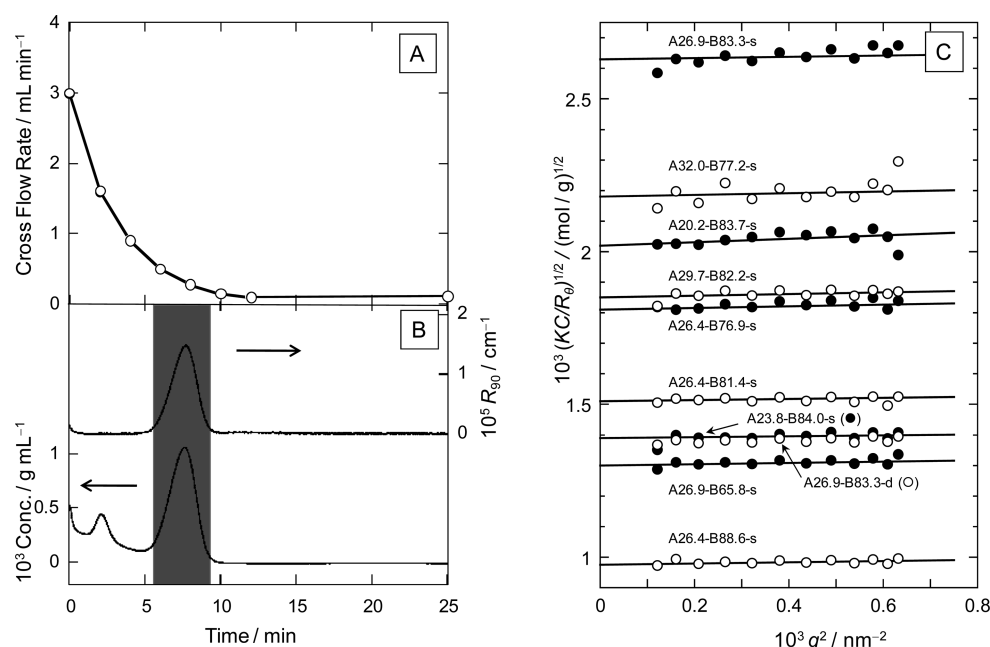 A
Cross Flow Rate / mL min⁻¹
4
3
2
1
0
B
2
1
0
10⁵ R₉₀ / cm⁻¹
10³ Conc. / g mL⁻¹
1
0.5
0
0
5
10
15
20
25
Time / min
C
10³ (KC/R_θ)^1/2 / (mol / g)^1/2
2.5
2
1.5
1
A26.9-B83.3-s
A32.0-B77.2-s
A20.2-B83.7-s
A29.7-B82.2-s
A26.4-B76.9-s
A26.4-B81.4-s
A23.8-B84.0-s (●)
A26.9-B83.3-d (○)
A26.9-B65.8-s
A26.4-B88.6-s
0
0.2
0.4
0.6
0.8
10³ q² / nm⁻²